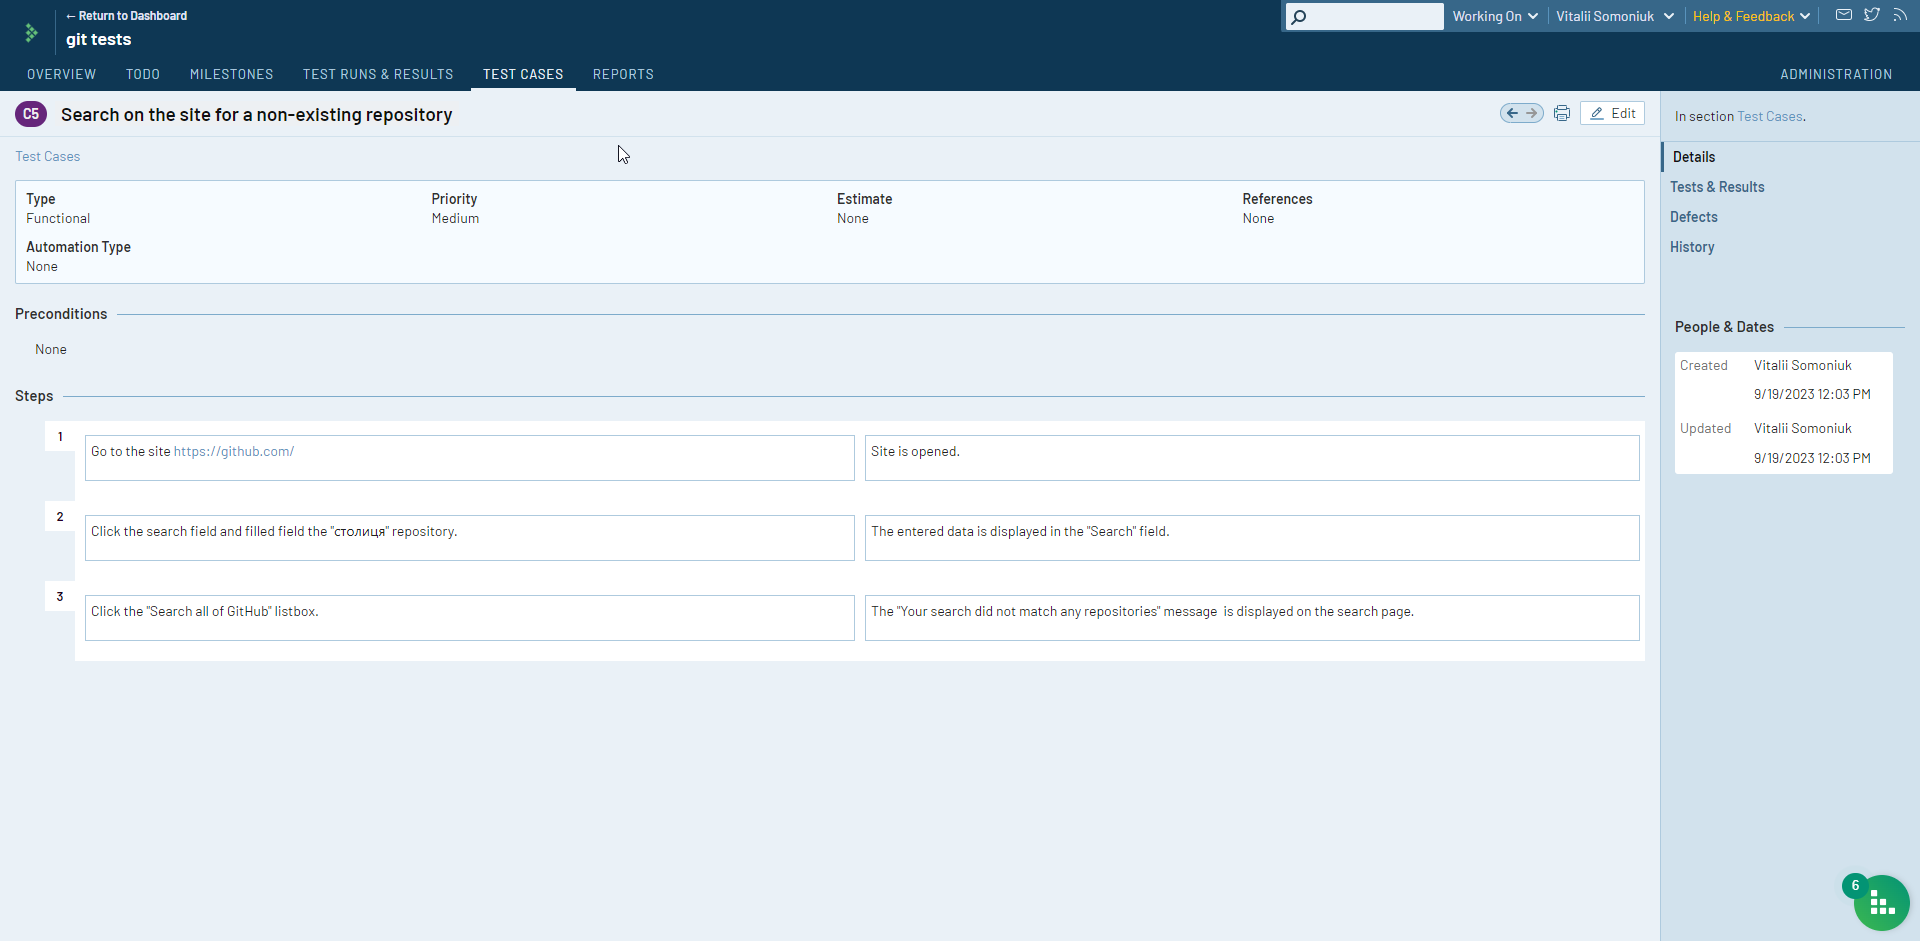 ← Return to Dashboard
git tests
Working On
Vitalii Somoniuk
Help & Feedback
OVERVIEW
TODO
MILESTONES
TEST RUNS & RESULTS
TEST CASES
REPORTS
ADMINISTRATION
C5
Search on the site for a non-existing repository
Edit
Test Cases
Type
Functional
Priority
Medium
Estimate
None
References
None
Automation Type
None
Preconditions
None
Steps
1
Go to the site https://github.com/
Site is opened.
2
Click the search field and filled field the "столиця" repository.
The entered data is displayed in the "Search" field.
3
Click the "Search all of GitHub" listbox.
The "Your search did not match any repositories" message  is displayed on the search page.
In section Test Cases.
Details
Tests & Results
Defects
History
People & Dates
Created
Vitalii Somoniuk
9/19/2023 12:03 PM
Updated
Vitalii Somoniuk
9/19/2023 12:03 PM
6